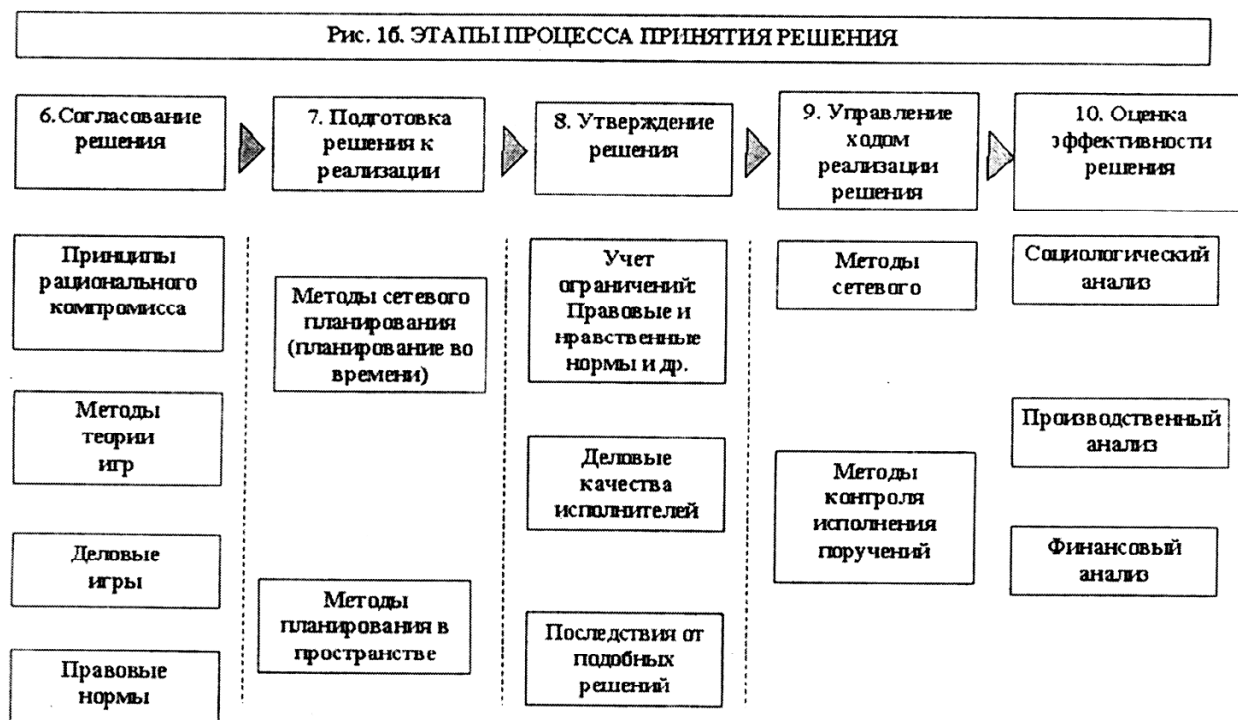 Рис. 1б. ЭТАПЫ ПРОЦЕССА ПРИНЯТИЯ РЕШЕНИЯ
6. Согласование
решения
7. Подготовка
решения к
реализации
8. Утверждение
решения
9. Управление
ходом
реализации
решения
10. Оценка
эффективности
решения
Принципы
рационального
компромисса
Методы
теории
игр
Деловые
игры
Правовые
нормы
Методы сетевого
планирования
(планирование во
времени)
Методы
планирования в
пространстве
Учет
ограничений:
Правовые и
нравственные
нормы и др.
Деловые
качества
исполнителей
Последствия от
подобных
решений
Методы
сетевого
Методы
контроля
исполнения
поручений
Социологический
анализ
Производственный
анализ
Финансовый
анализ